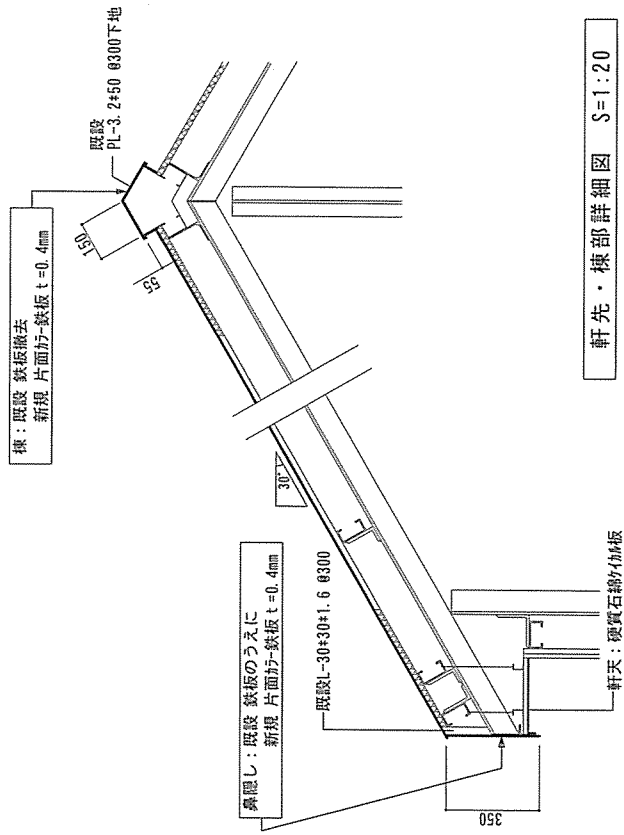 棟：既設 鉄板撤去
新規 片面ｶﾗｰ鉄板 t=0.4mm
既設
PL-3.2*50 @300下地
150
55
30°
鼻隠し：既設 鉄板のうえに
新規 片面ｶﾗｰ鉄板 t=0.4mm
既設L-30*30*1.6 @300
350
軒天：硬質石綿ｹｲｶﾙ板
軒先・棟部詳細図 S=1:20